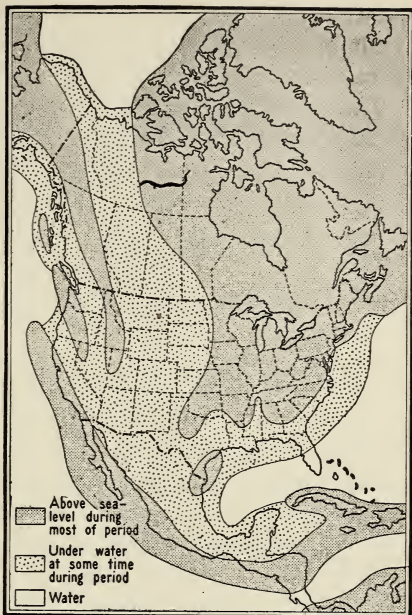 Above sea-
level during
most of period
Under water
at some time
during period
Water